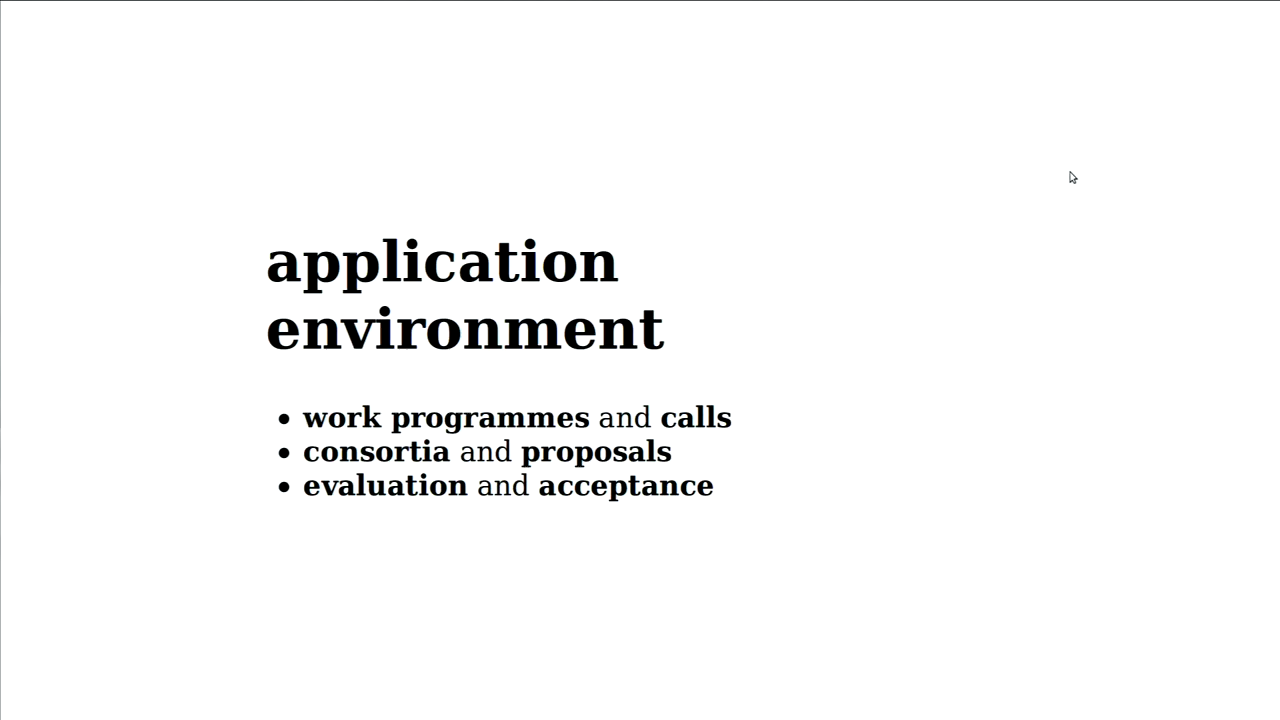 application
environment
• work programmes and calls
• consortia and proposals
• evaluation and acceptance